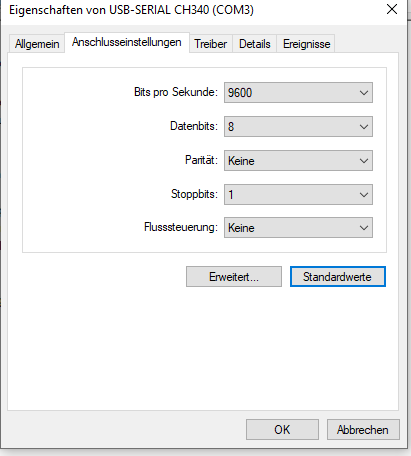 Eigenschaften von USB-SERIAL CH340 (COM3)
Allgemein Anschlusseinstellungen Treiber Details Ereignisse
Bits pro Sekunde: 9600
Datenbits: 8
Parität: Keine
Stoppbits: 1
Flusssteuerung: Keine
Erweitert... Standardwerte
OK Abbrechen